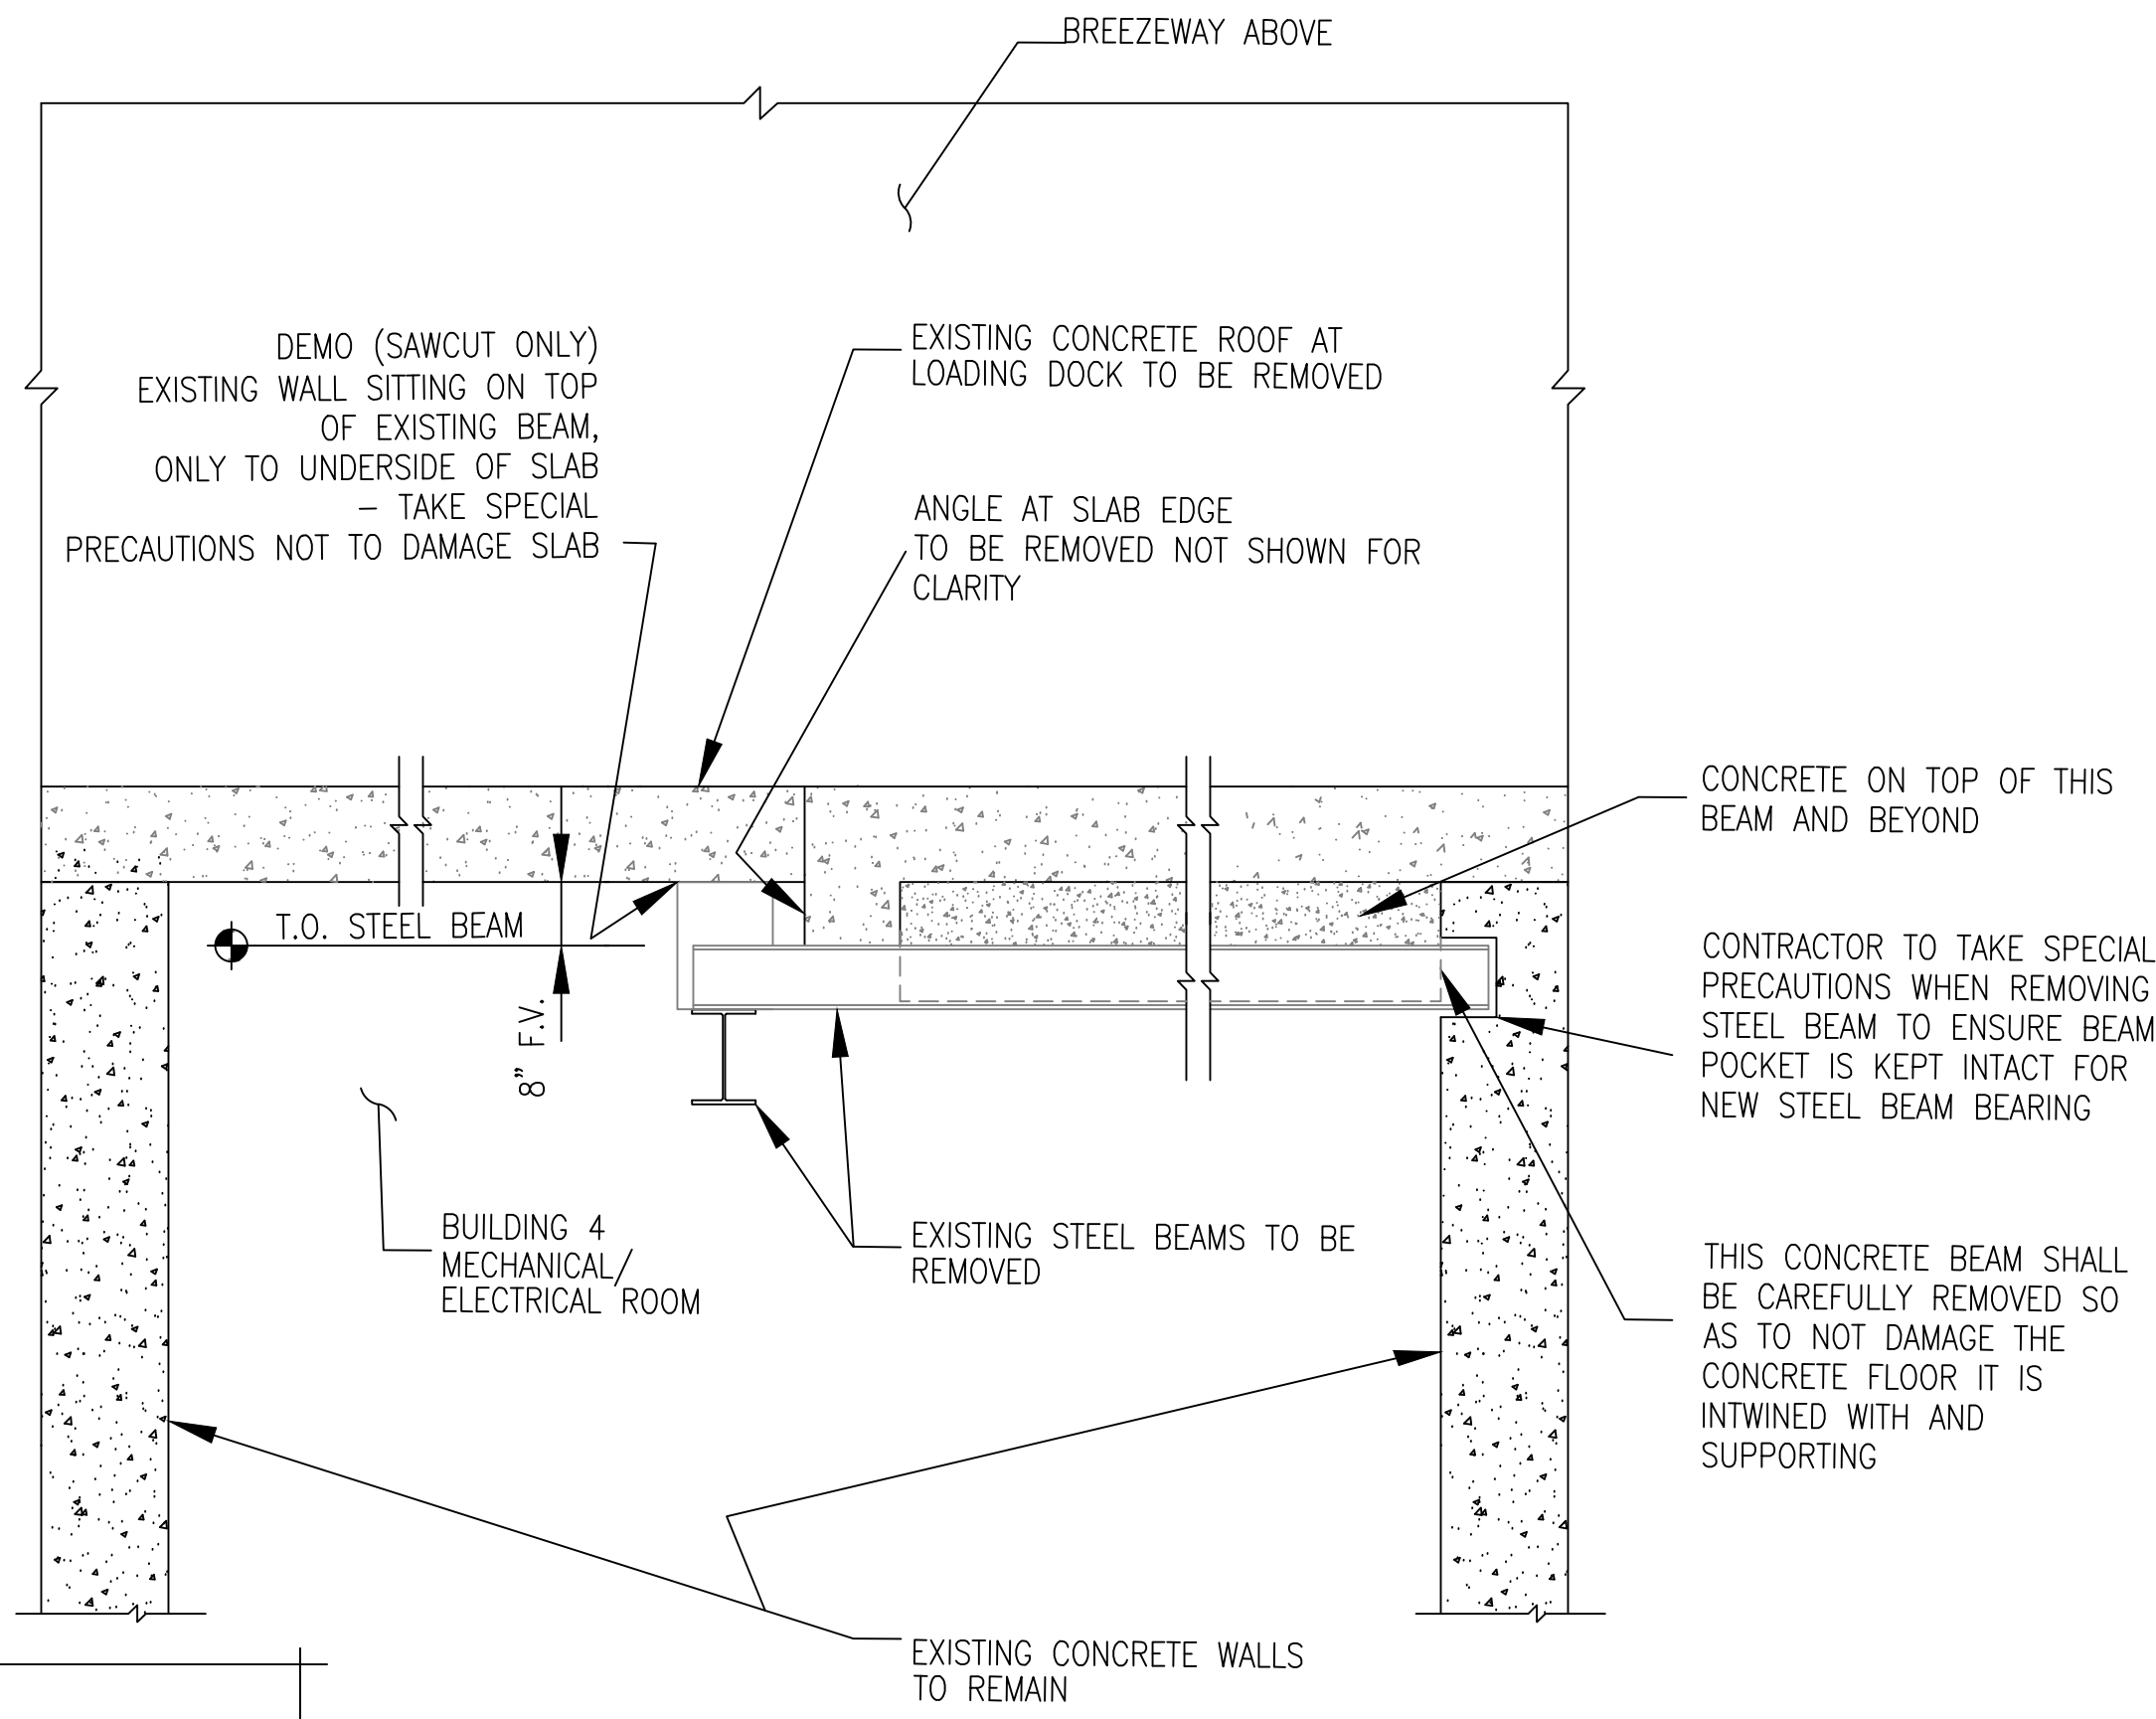 BREEZEWAY ABOVE
DEMO (SAWCUT ONLY)
EXISTING WALL SITTING ON TOP
OF EXISTING BEAM,
ONLY TO UNDERSIDE OF SLAB
- TAKE SPECIAL
PRECAUTIONS NOT TO DAMAGE SLAB
EXISTING CONCRETE ROOF AT
LOADING DOCK TO BE REMOVED
ANGLE AT SLAB EDGE
TO BE REMOVED NOT SHOWN FOR
CLARITY
CONCRETE ON TOP OF THIS
BEAM AND BEYOND
T.O. STEEL BEAM
8" F.V.
CONTRACTOR TO TAKE SPECIAL
PRECAUTIONS WHEN REMOVING
STEEL BEAM TO ENSURE BEAM
POCKET IS KEPT INTACT FOR
NEW STEEL BEAM BEARING
BUILDING 4
MECHANICAL/
ELECTRICAL ROOM
EXISTING STEEL BEAMS TO BE
REMOVED
THIS CONCRETE BEAM SHALL
BE CAREFULLY REMOVED SO
AS TO NOT DAMAGE THE
CONCRETE FLOOR IT IS
INTWINED WITH AND
SUPPORTING
EXISTING CONCRETE WALLS
TO REMAIN